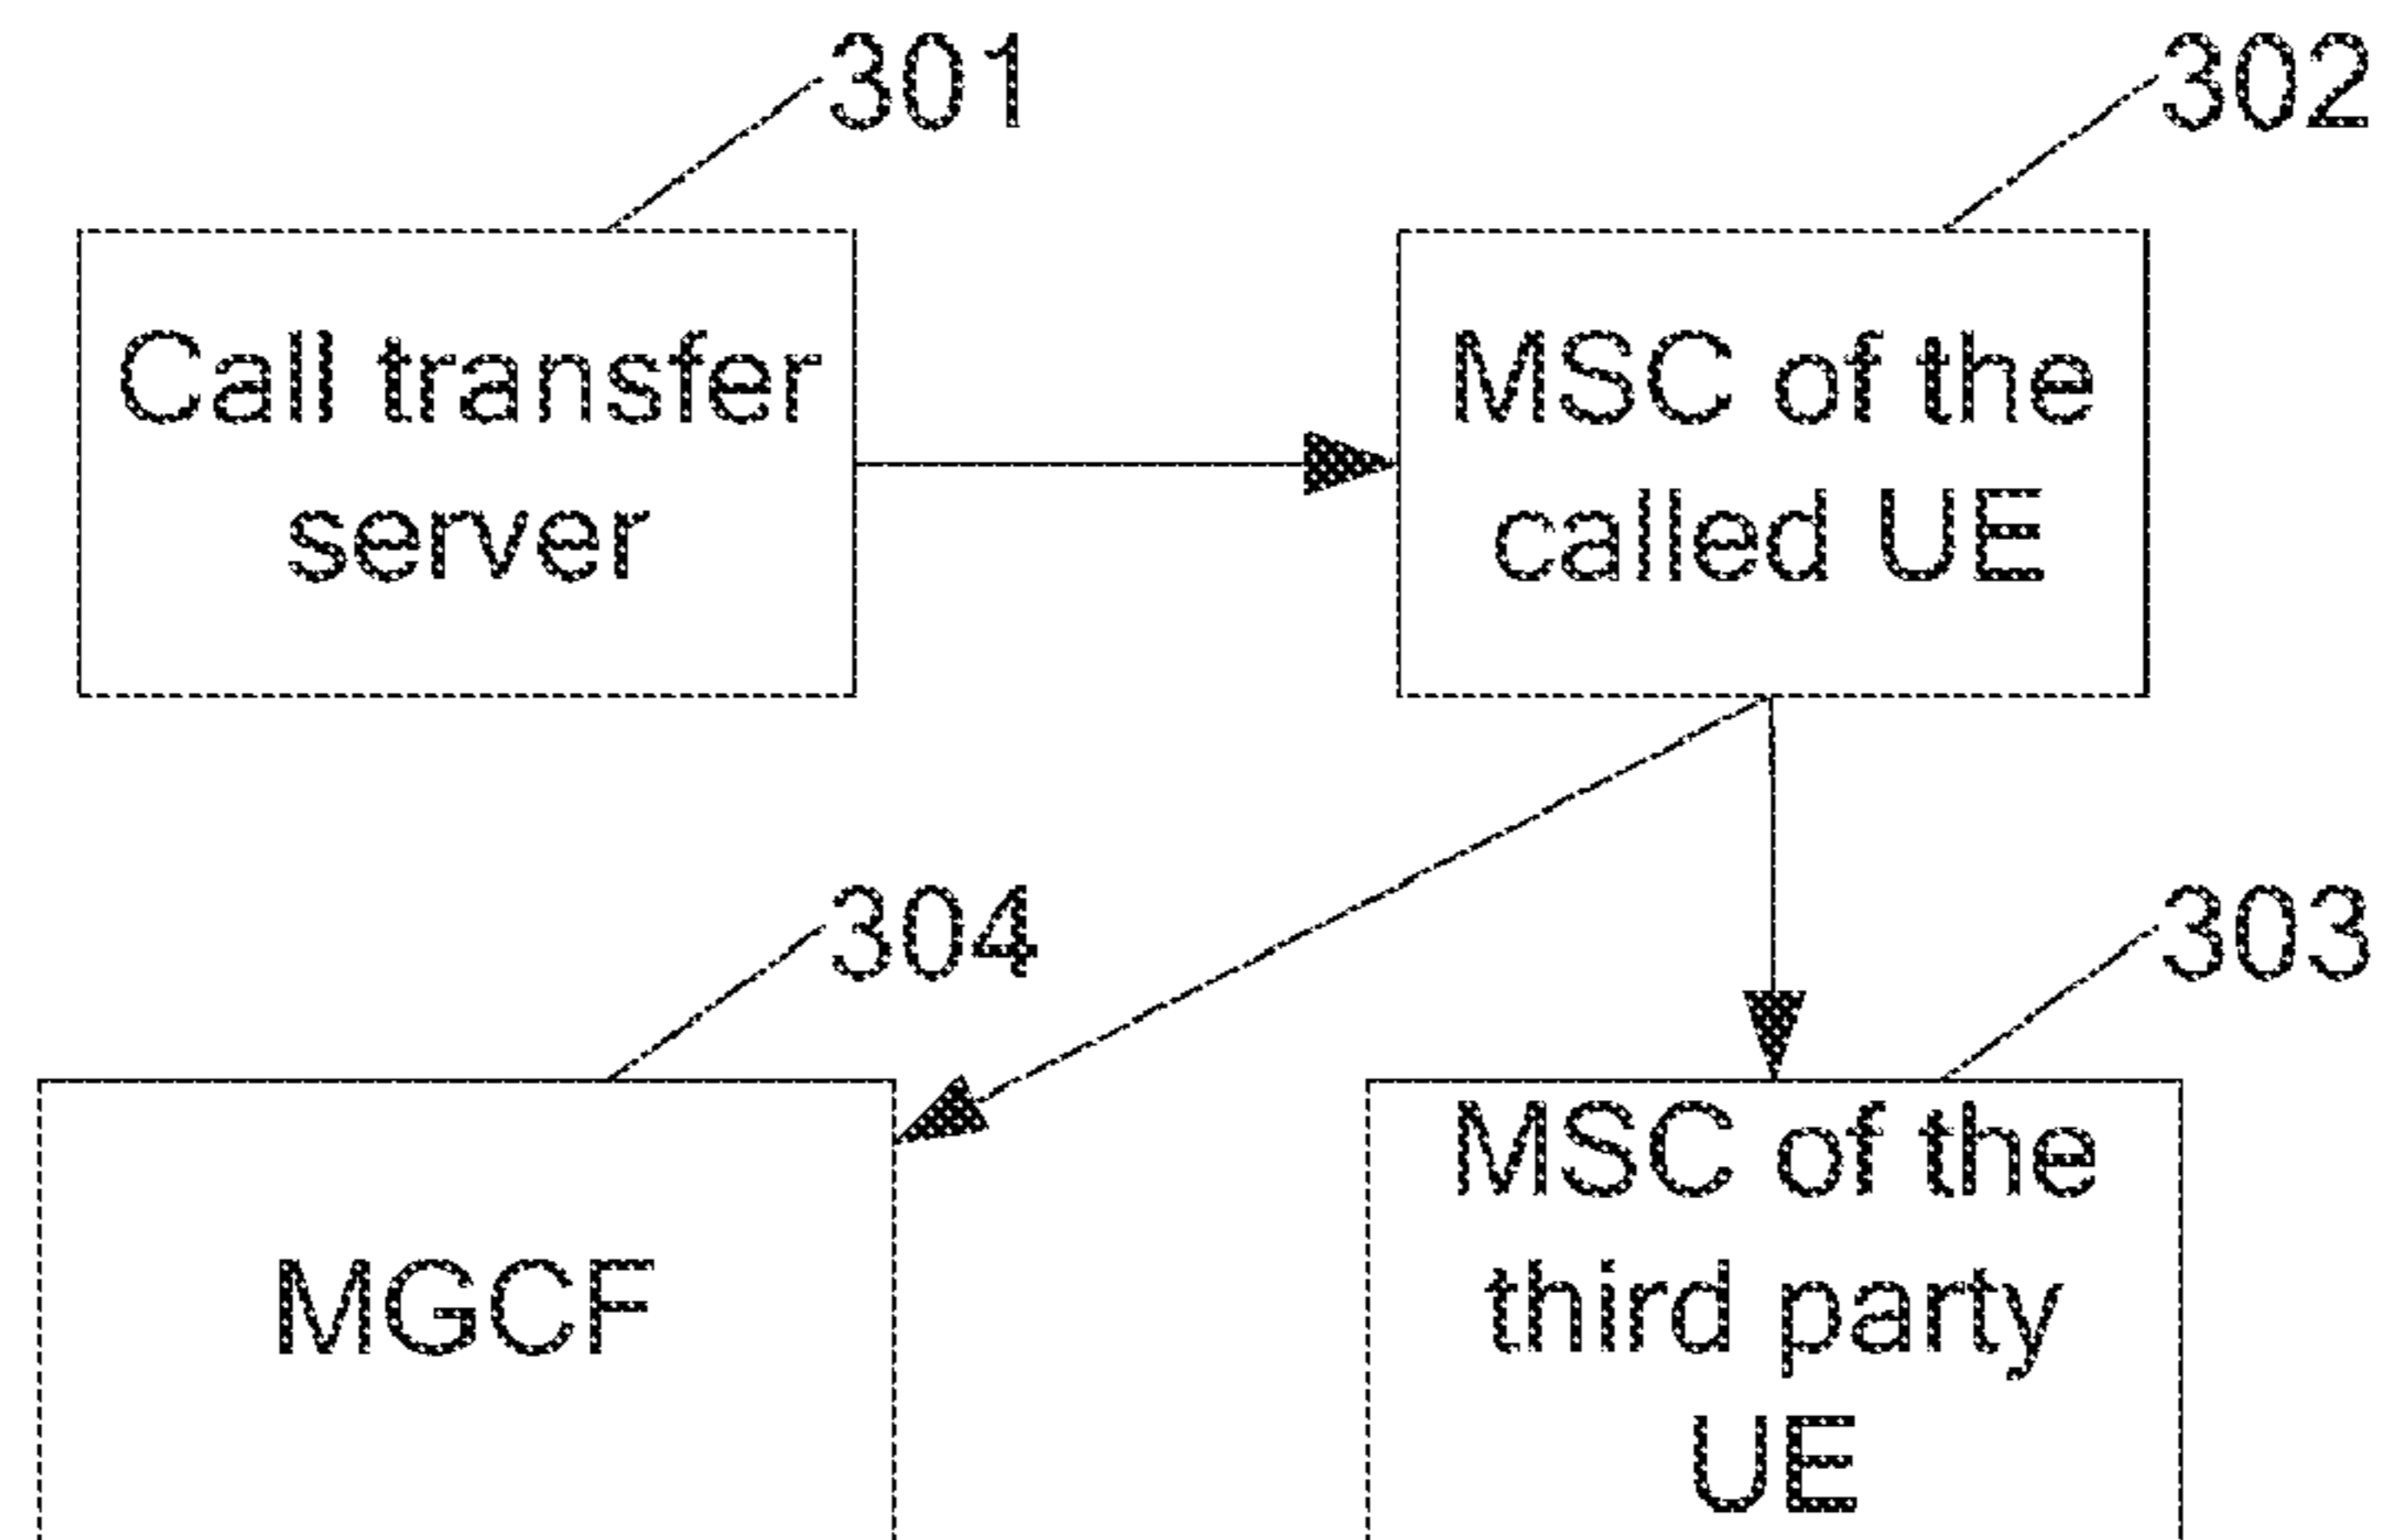 301
302
Call transfer
server
MSC of the
called UE
304
303
MGCF
MSC of the
third party
UE